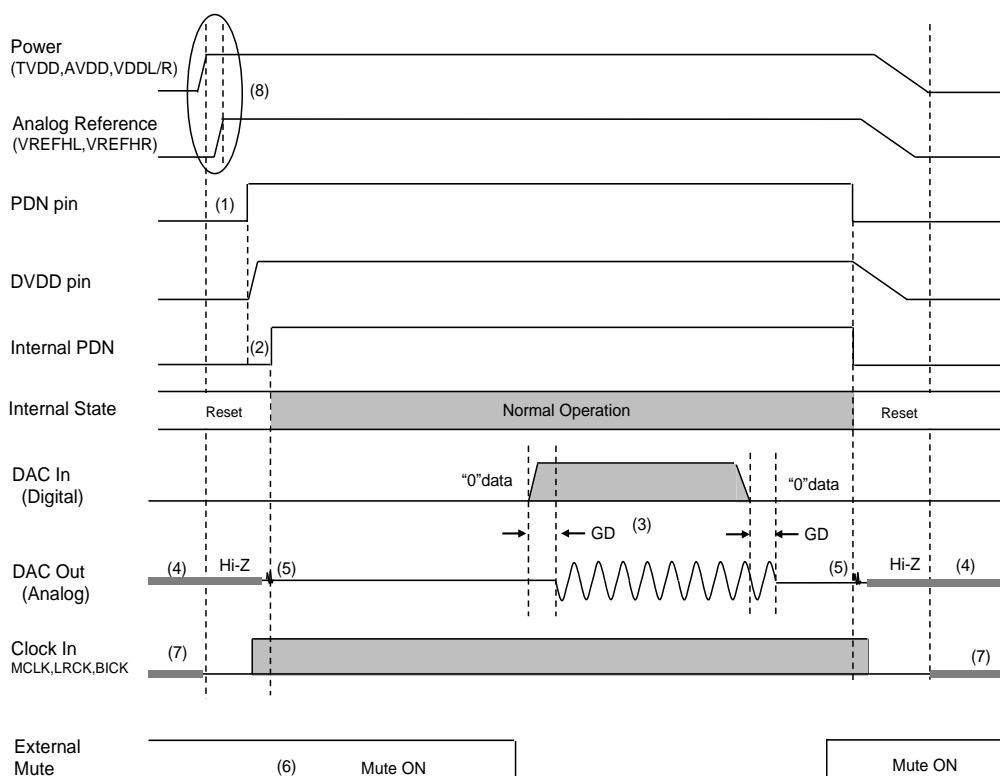 Power
(TVDD,AVDD,VDDL/R)
(8)
Analog Reference
(VREFHL,VREFHR)
PDN pin
(1)
DVDD pin
Internal PDN
(2)
Internal State
Reset
Normal Operation
Reset
DAC In
(Digital)
“0”data
“0”data
GD
(3)
GD
DAC Out
(Analog)
(4)
Hi-Z
(5)
(5)
Hi-Z
(4)
Clock In
MCLK,LRCK,BICK
(7)
(7)
External
Mute
(6)
Mute ON
Mute ON